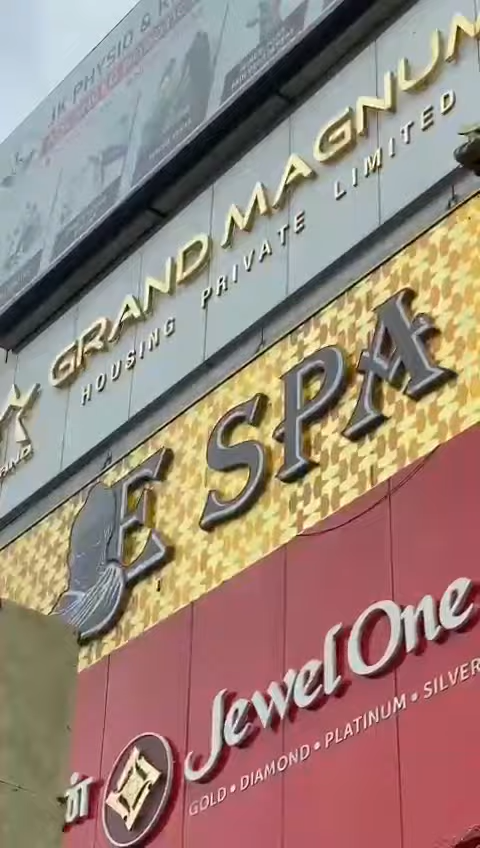 JK PHYSIO &
GRAND MAGNUM
HOUSING PRIVATE LIMITED
E SPA
Jewel One
GOLD • DIAMOND • PLATINUM • SILVER